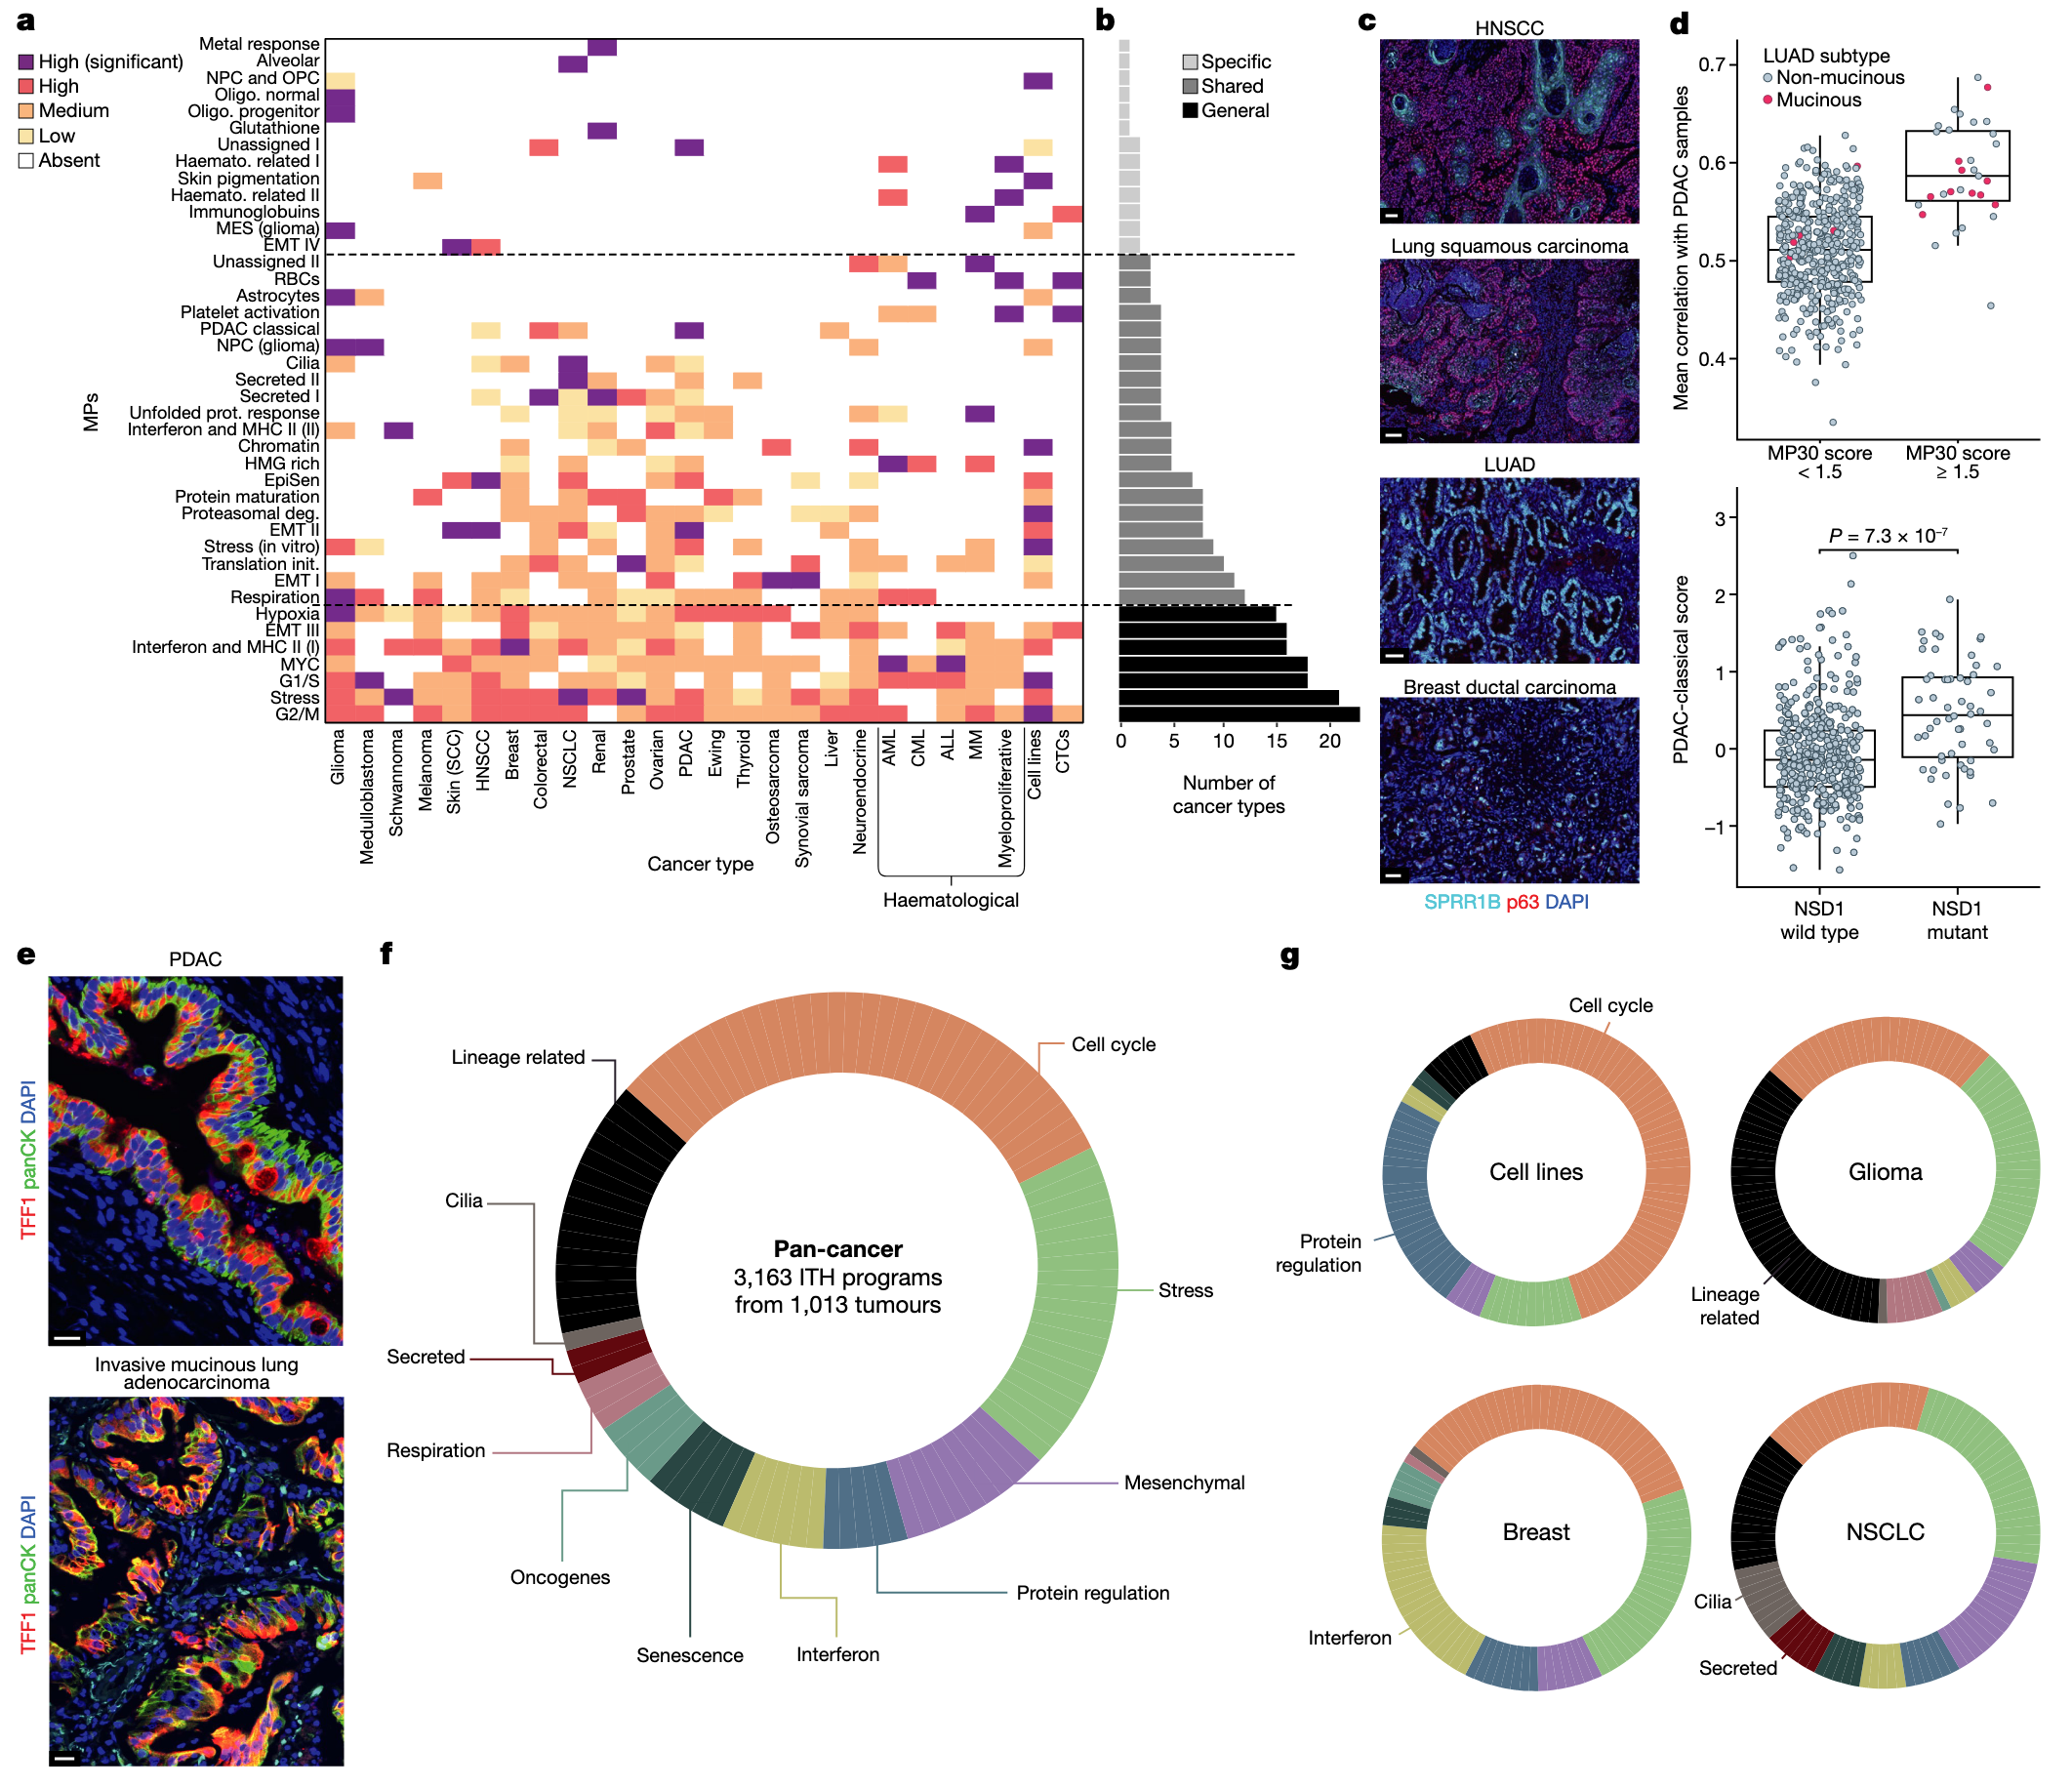 a
High (significant)
High
Medium
Low
Absent
MPs
Metal response
Alveolar
NPC and OPC
Oligo. normal
Oligo. progenitor
Glutathione
Unassigned I
Haemato. related I
Skin pigmentation
Haemato. related II
Immunoglobuins
MES (glioma)
EMT IV
Unassigned II
RBCs
Astrocytes
Platelet activation
PDAC classical
NPC (glioma)
Cilia
Secreted II
Secreted I
Unfolded prot. response
Interferon and MHC II (II)
Chromatin
HMG rich
EpiSen
Protein maturation
Proteasomal deg.
EMT II
Stress (in vitro)
Translation init.
EMT I
Respiration
Hypoxia
EMT III
Interferon and MHC II (I)
MYC
G1/S
Stress
G2/M
Glioma
Medulloblastoma
Schwannoma
Melanoma
Skin (SCC)
HNSCC
Breast
Colorectal
NSCLC
Renal
Prostate
Ovarian
PDAC
Ewing
Thyroid
Osteosarcoma
Synovial sarcoma
Liver
Neuroendocrine
AML
CML
ALL
MM
Myeloproliferative
Cell lines
CTCs
Cancer type
Haematological
b
Specific
Shared
General
0 5 10 15 20
Number of
cancer types
c
HNSCC
Lung squamous carcinoma
LUAD
Breast ductal carcinoma
SPRR1B p63 DAPI
d
Mean correlation with PDAC samples
0.7
0.6
0.5
0.4
LUAD subtype
Non-mucinous
Mucinous
MP30 score
< 1.5
MP30 score
≥ 1.5
PDAC-classical score
3
2
1
0
−1
P = 7.3 × 10⁻⁷
NSD1
wild type
NSD1
mutant
e
PDAC
TFF1 panCK DAPI
Invasive mucinous lung
adenocarcinoma
TFF1 panCK DAPI
f
Pan-cancer
3,163 ITH programs
from 1,013 tumours
Cell cycle
Stress
Mesenchymal
Protein regulation
Interferon
Senescence
Oncogenes
Respiration
Secreted
Cilia
Lineage related
g
Cell lines
Cell cycle
Protein
regulation
Glioma
Lineage
related
Breast
Interferon
NSCLC
Cilia
Secreted